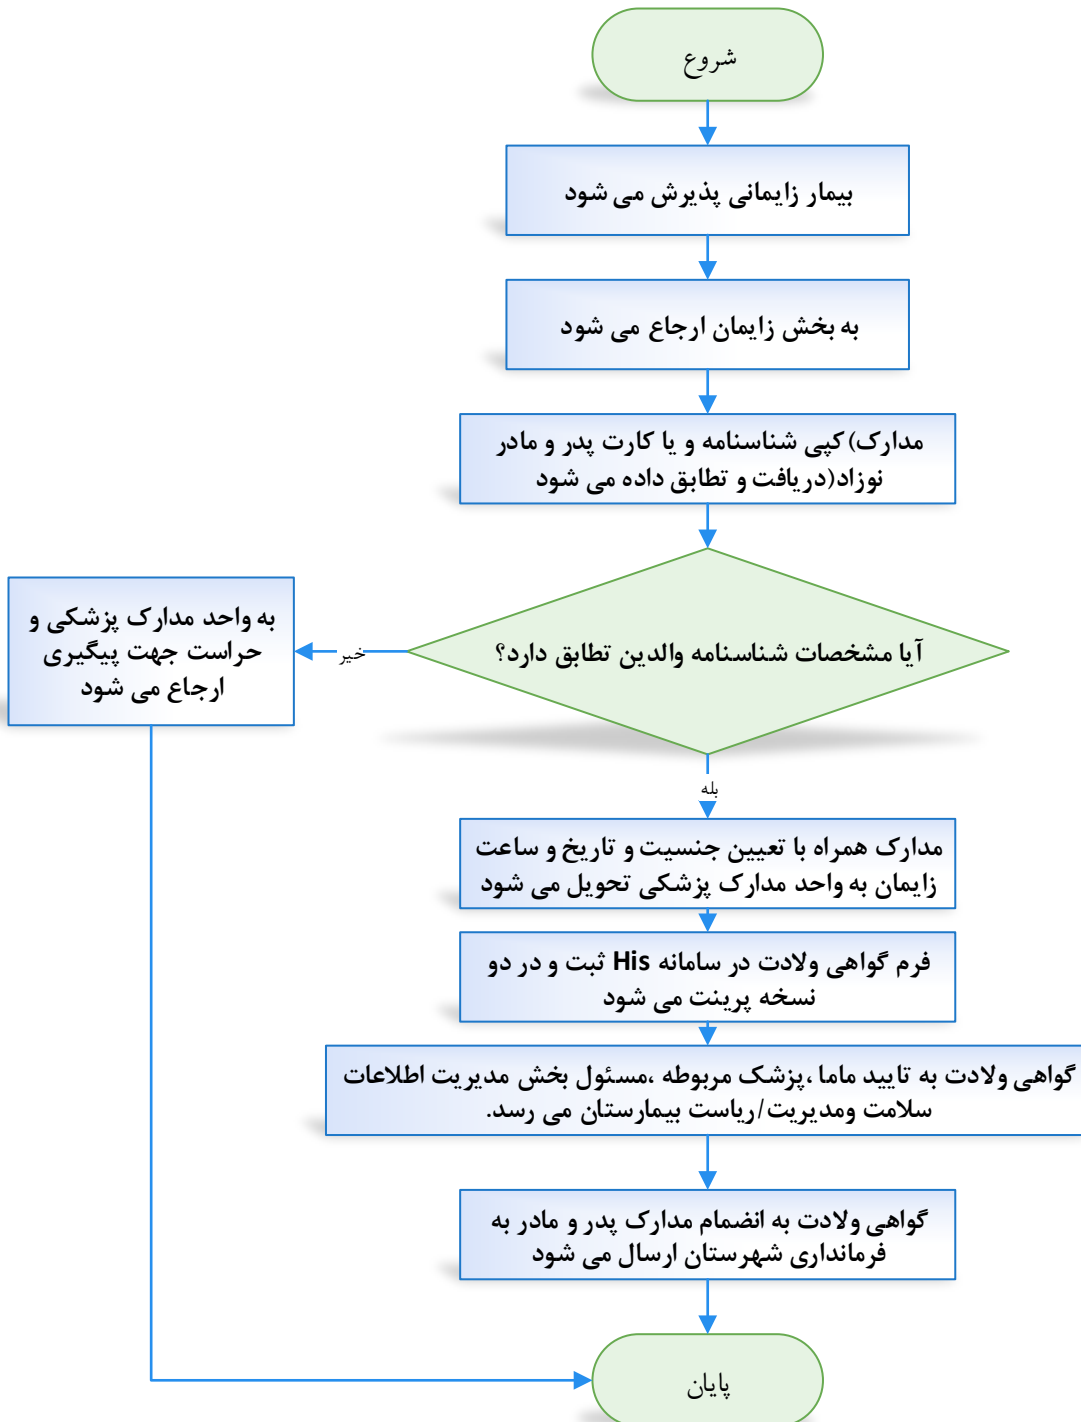 شروع
بیمار زایمانی پذیرش می شود
به بخش زایمان ارجاع می شود
مدارک)کپی شناسنامه و یا کارت پدر و مادر
نوزاد(دریافت و تطابق داده می شود
آیا مشخصات شناسنامه والدین تطابق دارد؟
خیر
به واحد مدارک پزشکی و
حراست جهت پیگیری
ارجاع می شود
بله
مدارک همراه با تعیین جنسیت و تاریخ و ساعت
زایمان به واحد مدارک پزشکی تحویل می شود
فرم گواهی ولادت در سامانه His ثبت و در دو
نسخه پرینت می شود
گواهی ولادت به تایید ماما ،پزشک مربوطه ،مسئول بخش مدیریت اطلاعات
سلامت ومدیریت/ریاست بیمارستان می رسد.
گواهی ولادت به انضمام مدارک پدر و مادر به
فرمانداری شهرستان ارسال می شود
پایان